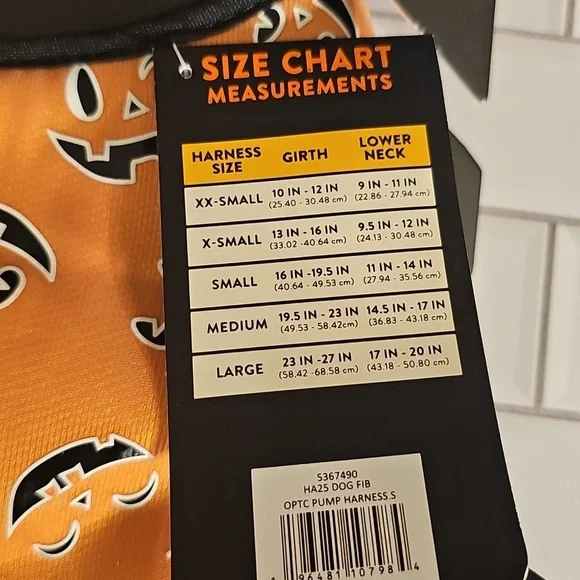 SIZE CHART
MEASUREMENTS
HARNESS SIZE GIRTH LOWER NECK
XX-SMALL 10 IN - 12 IN 9 IN - 11 IN
(25.40 - 30.48 cm) (22.86 - 27.94 cm)
X-SMALL 13 IN - 16 IN 9.5 IN - 12 IN
(33.02 -40.64 cm) (24.13 - 30.48 cm)
SMALL 16 IN -19.5 IN 11 IN - 14 IN
(40.64 - 49.53 cm) (27.94 - 35.56 cm)
MEDIUM 19.5 IN - 23 IN 14.5 IN - 17 IN
(49.53 - 58.42cm) (36.83 - 43.18 cm)
LARGE 23 IN -27 IN 17 IN - 20 IN
(58.42 -68.58 cm) (43.18 - 50.80 cm)
5367490
HA25 DOG FIB
OPTC PUMP HARNESS.S
96481 10798 4